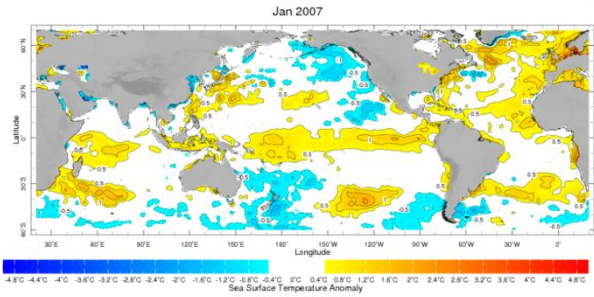 Jan 2007
60°N
30°N
0°
30°S
60°S
Latitude
30°E 60°E 90°E 120°E 150°E 180° 150°W 120°W 90°W 60°W 30°W 0°
Longitude
-4.8°C -4.4°C -4°C -3.6°C -3.2°C -2.8°C -2.4°C -2°C -1.6°C -1.2°C -0.8°C -0.4°C 0°C 0.4°C 0.8°C 1.2°C 1.6°C 2°C 2.4°C 2.8°C 3.2°C 3.6°C 4°C 4.4°C 4.8°C
Sea Surface Temperature Anomaly